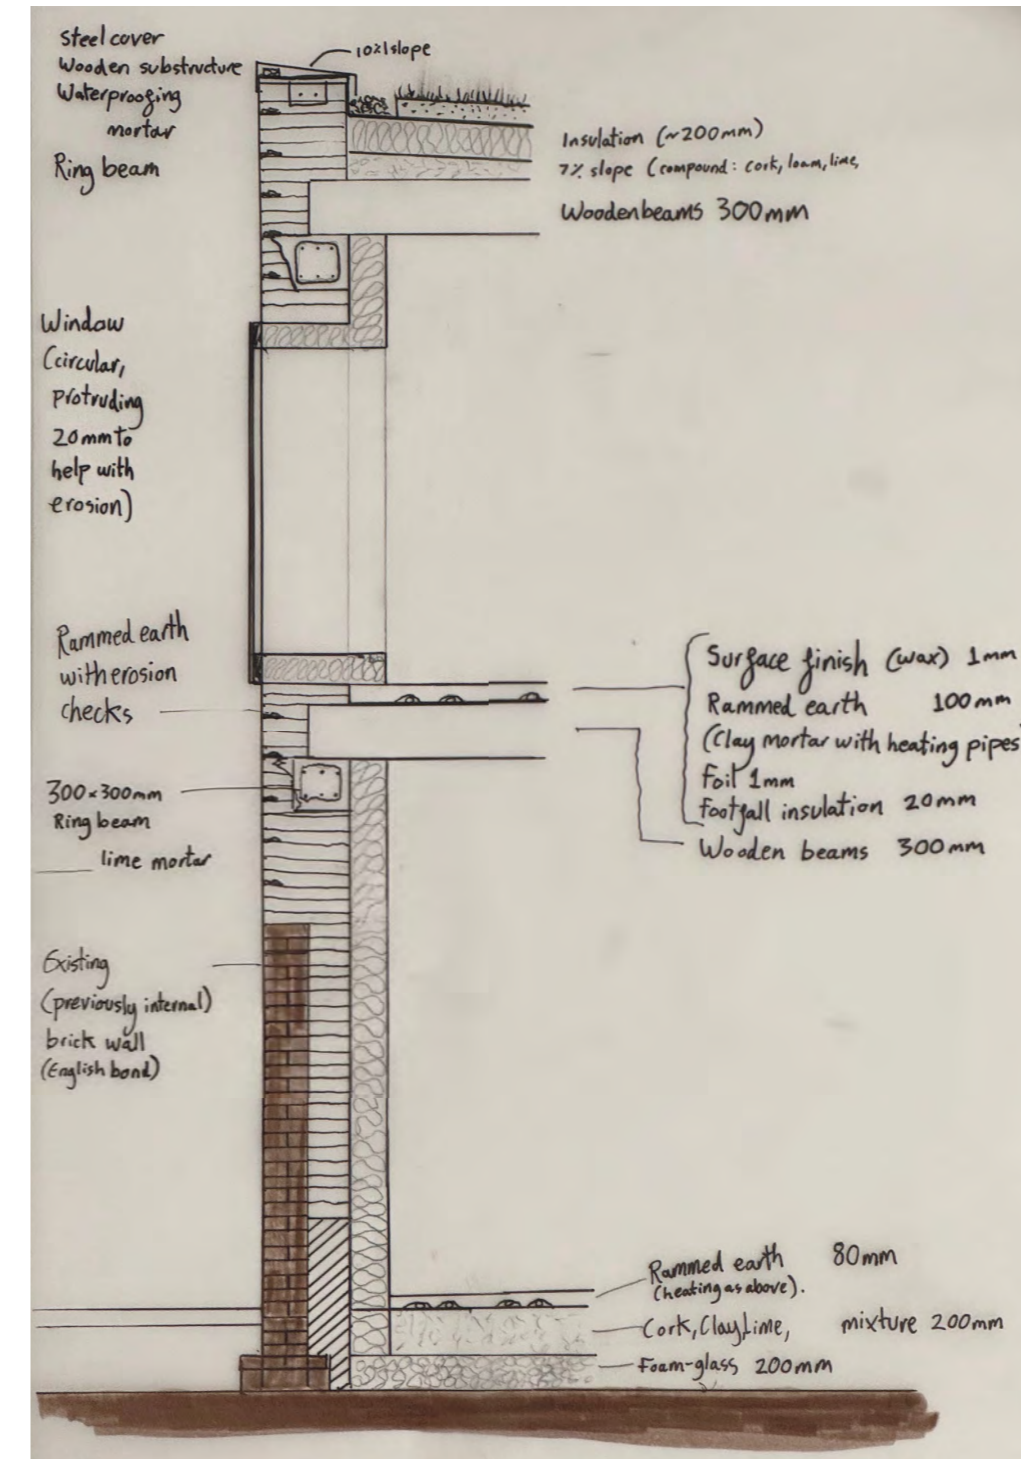 Steel cover
Wooden substructure
Waterproofing
mortar
Ring beam
10% slope
Insulation (~200mm)
7% slope (compound: cork, loam, lime,
Wooden beams 300mm
Window
(circular,
protruding
20mm to
help with
erosion)
Rammed earth
with erosion
checks
300×300mm
Ring beam
lime mortar
Surface finish (wax) 1mm
Rammed earth 100mm
(Clay mortar with heating pipes)
Foil 1mm
Footfall insulation 20mm
Wooden beams 300mm
Existing
(previously internal)
brick wall
(English bond)
Rammed earth 80mm
(heating as above).
Cork, Clay, Lime, mixture 200mm
Foam-glass 200mm